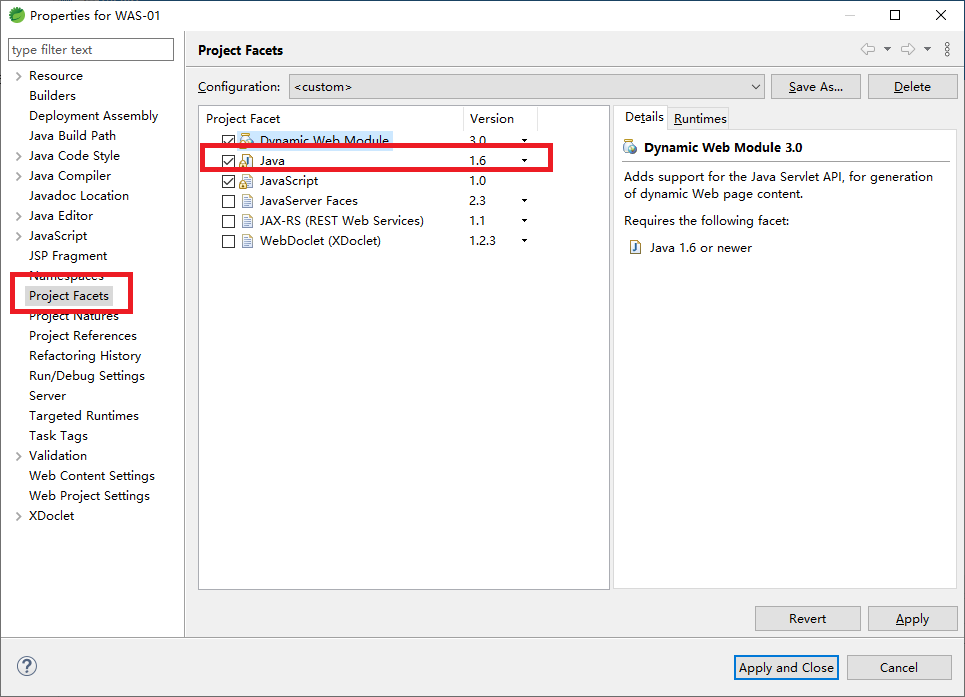 Properties for WAS-01
type filter text
Resource
Builders
Deployment Assembly
Java Build Path
Java Code Style
Java Compiler
Javadoc Location
Java Editor
JavaScript
JSP Fragment
Namespaces
Project Facets
Project Natures
Project References
Refactoring History
Run/Debug Settings
Server
Targeted Runtimes
Task Tags
Validation
Web Content Settings
Web Project Settings
XDoclet
Project Facets
Configuration: <custom> Save As... Delete
Project Facet Version
Dynamic Web Module 3.0
Java 1.6
JavaScript 1.0
JavaServer Faces 2.3
JAX-RS (REST Web Services) 1.1
WebDoclet (XDoclet) 1.2.3
Details Runtimes
Dynamic Web Module 3.0
Adds support for the Java Servlet API, for generation
of dynamic Web page content.
Requires the following facet:
Java 1.6 or newer
Revert Apply
Apply and Close Cancel